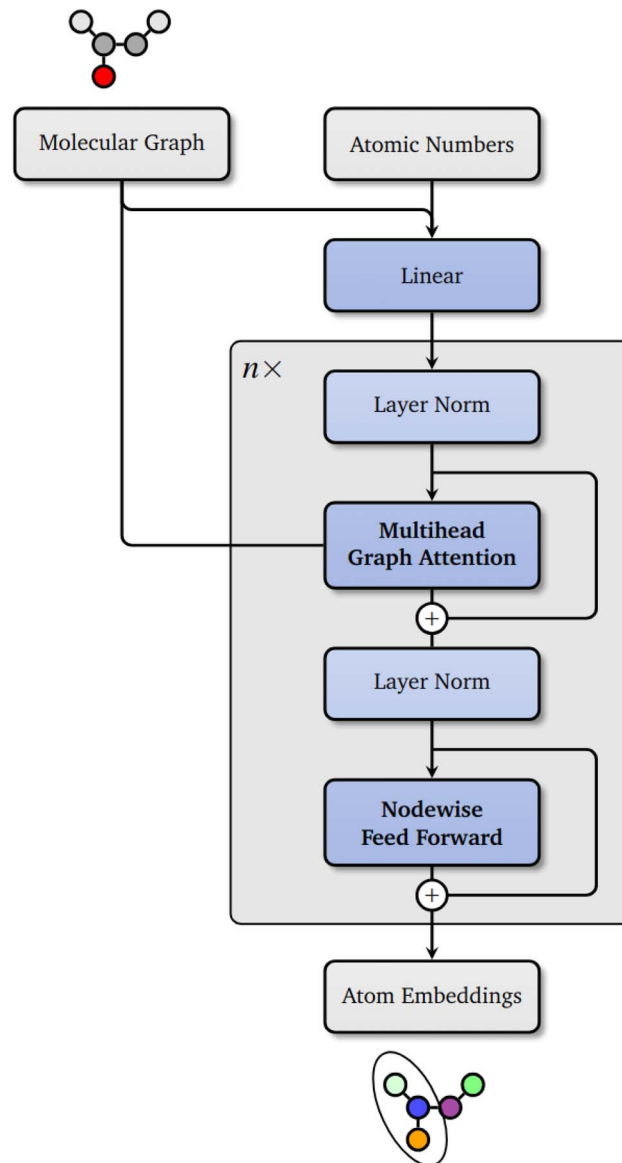 Molecular Graph
Atomic Numbers
Linear
n×
Layer Norm
Multihead
Graph Attention
+
Layer Norm
Nodewise
Feed Forward
+
Atom Embeddings